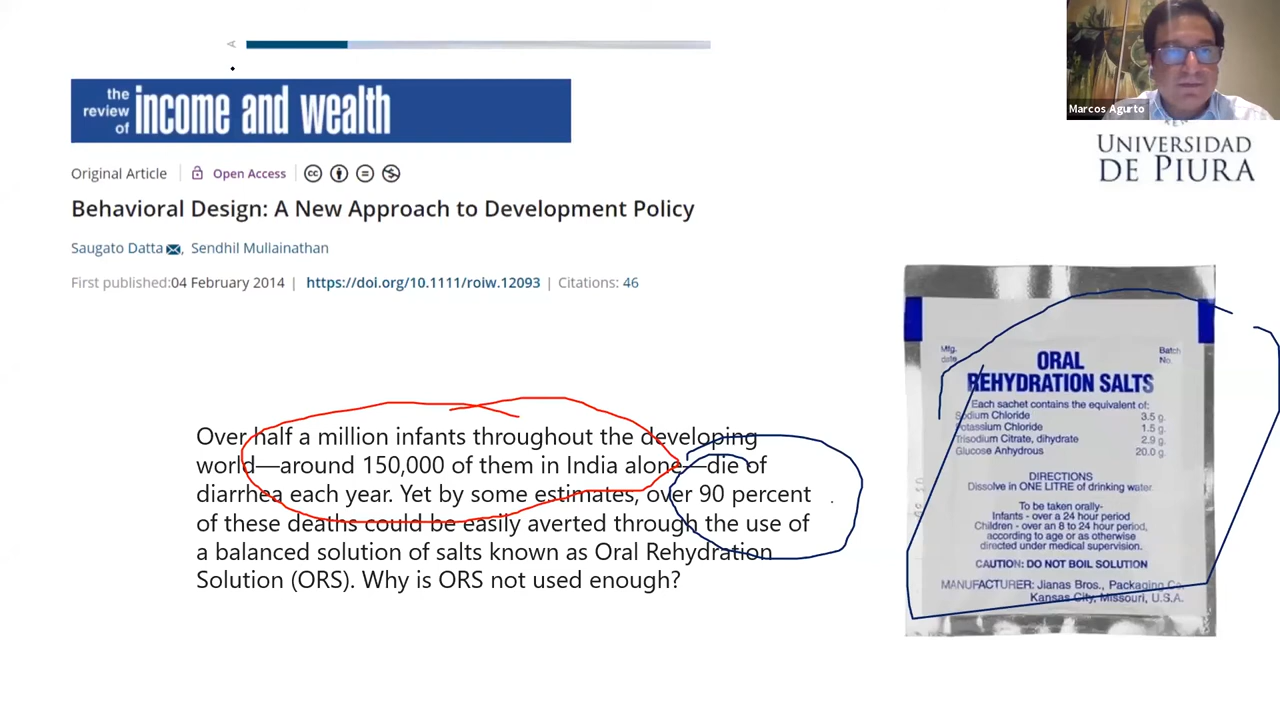 the
review
of
income and wealth
Original Article
Open Access
Behavioral Design: A New Approach to Development Policy
Saugato Datta, Sendhil Mullainathan
First published:04 February 2014 | https://doi.org/10.1111/roiw.12093 | Citations: 46
Over half a million infants throughout the developing
world—around 150,000 of them in India alone—die of
diarrhea each year. Yet by some estimates, over 90 percent
of these deaths could be easily averted through the use of
a balanced solution of salts known as Oral Rehydration
Solution (ORS). Why is ORS not used enough?
Marcos Agurto
UNIVERSIDAD
DE PIURA
Mfg.
date
Batch
No.
ORAL
REHYDRATION SALTS
Each sachet contains the equivalent of:
Sodium Chloride 3.5 g.
Potassium Chloride 1.5 g.
Trisodium Citrate, dihydrate 2.9 g.
Glucose Anhydrous 20.0 g.
DIRECTIONS
Dissolve in ONE LITRE of drinking water.
To be taken orally-
Infants - over a 24 hour period
Children - over an 8 to 24 hour period,
according to age or as otherwise
directed under medical supervision.
CAUTION: DO NOT BOIL SOLUTION
MANUFACTURER: Jianas Bros., Packaging Co.
Kansas City, Missouri, U.S.A.